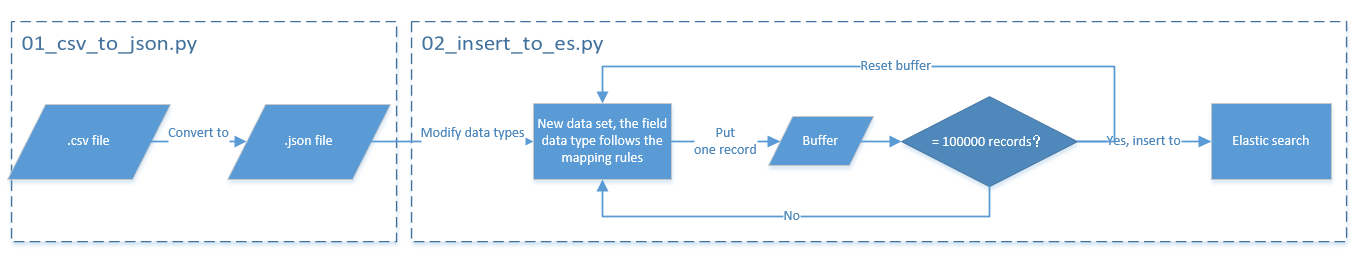 01_csv_to_json.py
02_insert_to_es.py
Reset buffer
.csv file
Convert to
.json file
Modify data types
New data set, the field
data type follows the
mapping rules
Put
one record
Buffer
= 100000 records?
Yes, insert to
Elastic search
No